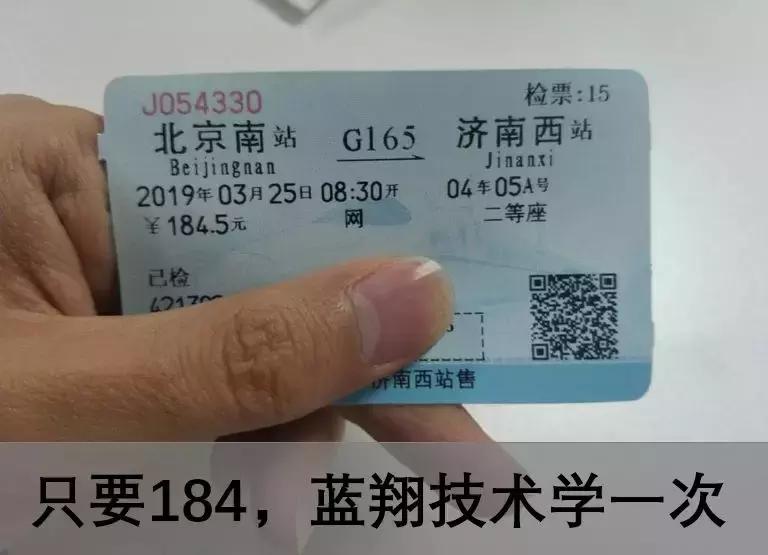 J054330 检票:15
北京南站 G165 济南西站
Beijingnan Jinanxi
2019年03月25日 08:30开 04车05A号
￥184.5元 网 二等座
已检
济南西站售
只要184，蓝翔技术学一次